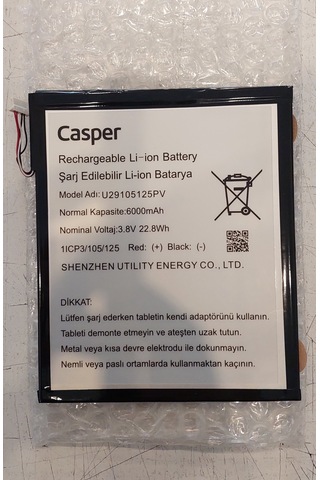 Casper
Rechargeable Li-ion Battery
Şarj Edilebilir Li-ion Batarya
Model Adı: U29105125PV
Normal Kapasite:6000mAh
Nominal Voltaj:3.8V 22.8Wh
1ICP3/105/125 Red: (+) Black: (-)
SHENZHEN UTILITY ENERGY CO., LTD.
DİKKAT:
Lütfen şarj ederken tabletin kendi adaptörünü kullanın.
Tableti demonte etmeyin ve ateşten uzak tutun.
Metal veya kısa devre elektrodu ile dokunmayın.
Nemli veya paslı ortamlarda kullanmaktan kaçının.